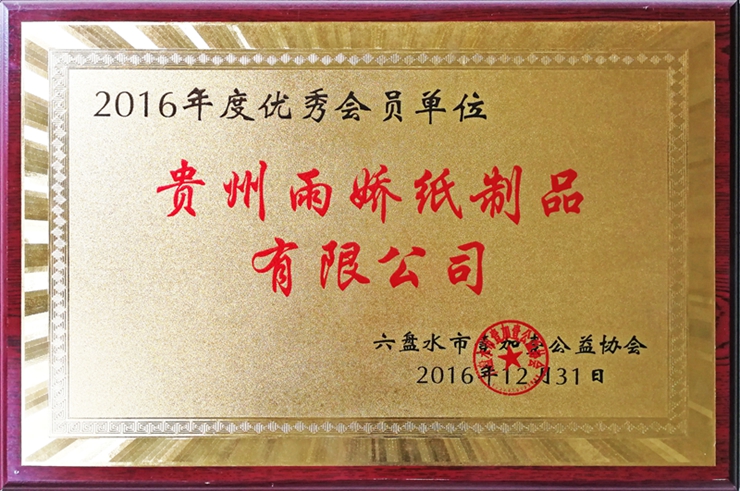 2016年度优秀会员单位
贵州雨娇纸制品
有限公司
六盘水市 加 公益协会
2016年12月31日